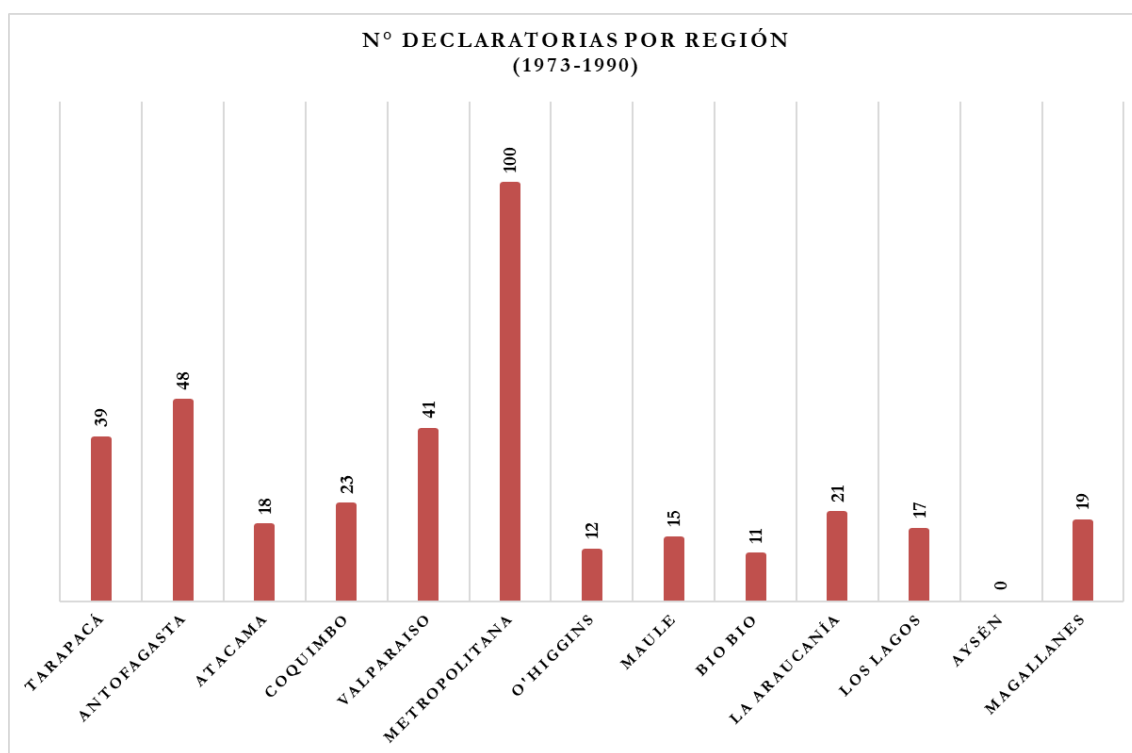 N° DECLARATORIAS POR REGIÓN
(1973-1990)
39
48
18
23
41
100
12
15
11
21
17
0
19
TARAPACÁ
ANTOFAGASTA
ATACAMA
COQUIMBO
VALPARAISO
METROPOLITANA
O'HIGGINS
MAULE
BIO BIO
LA ARAUCANÍA
LOS LAGOS
AYSÉN
MAGALLANES